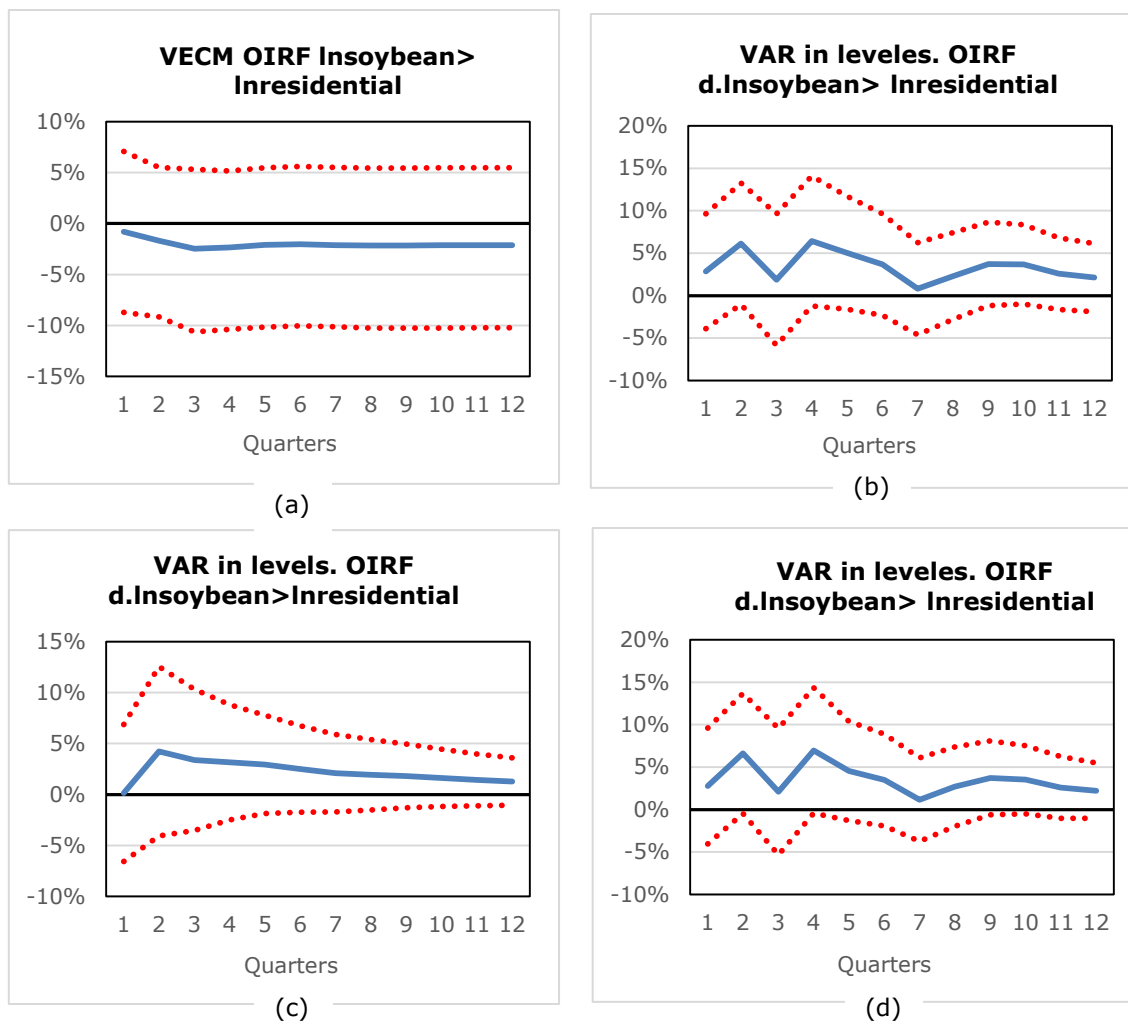 VECM OIRF lnsoybean>
lnresidential
10%
5%
0%
-5%
-10%
-15%
1 2 3 4 5 6 7 8 9 10 11 12
Quarters
(a)
VAR in leveles. OIRF
d.lnsoybean> lnresidential
20%
15%
10%
5%
0%
-5%
-10%
1 2 3 4 5 6 7 8 9 10 11 12
Quarters
(b)
VAR in levels. OIRF
d.lnsoybean>lnresidential
15%
10%
5%
0%
-5%
-10%
1 2 3 4 5 6 7 8 9 10 11 12
Quarters
(c)
VAR in leveles. OIRF
d.lnsoybean> lnresidential
20%
15%
10%
5%
0%
-5%
-10%
1 2 3 4 5 6 7 8 9 10 11 12
Quarters
(d)